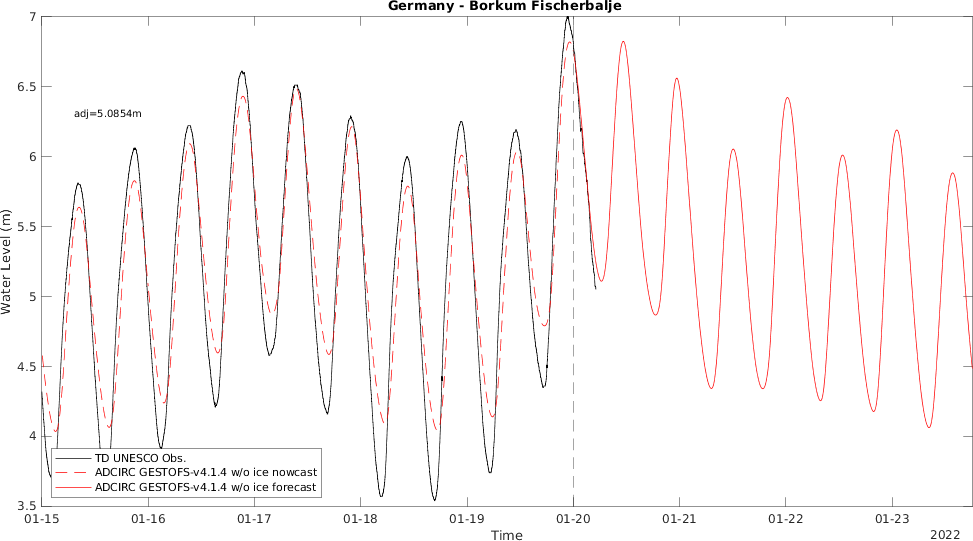 Germany - Borkum Fischerbalje
7
6.5
adj=5.0854m
6
5.5
Water Level (m)
5
4.5
4
TD UNESCO Obs.
ADCIRC GESTOFS-v4.1.4 w/o ice nowcast
ADCIRC GESTOFS-v4.1.4 w/o ice forecast
3.5
01-15 01-16 01-17 01-18 01-19 01-20 01-21 01-22 01-23
Time
2022